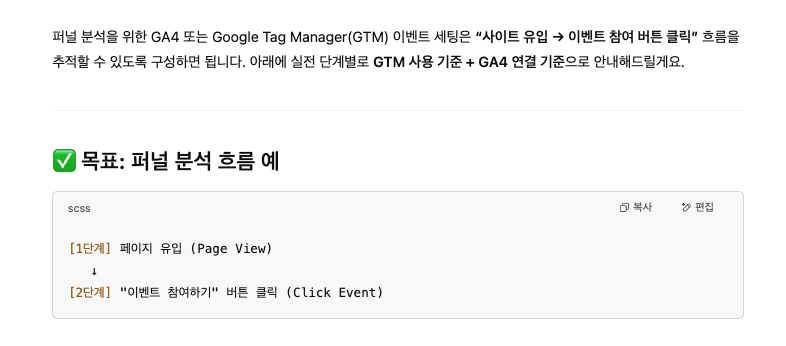 퍼널 분석을 위한 GA4 또는 Google Tag Manager(GTM) 이벤트 세팅은 “사이트 유입 → 이벤트 참여 버튼 클릭” 흐름을
추적할 수 있도록 구성하면 됩니다. 아래에 실전 단계별로 GTM 사용 기준 + GA4 연결 기준으로 안내해드릴게요.
✅ 목표: 퍼널 분석 흐름 예
scss 복사 편집
[1단계] 페이지 유입 (Page View)
↓
[2단계] "이벤트 참여하기" 버튼 클릭 (Click Event)